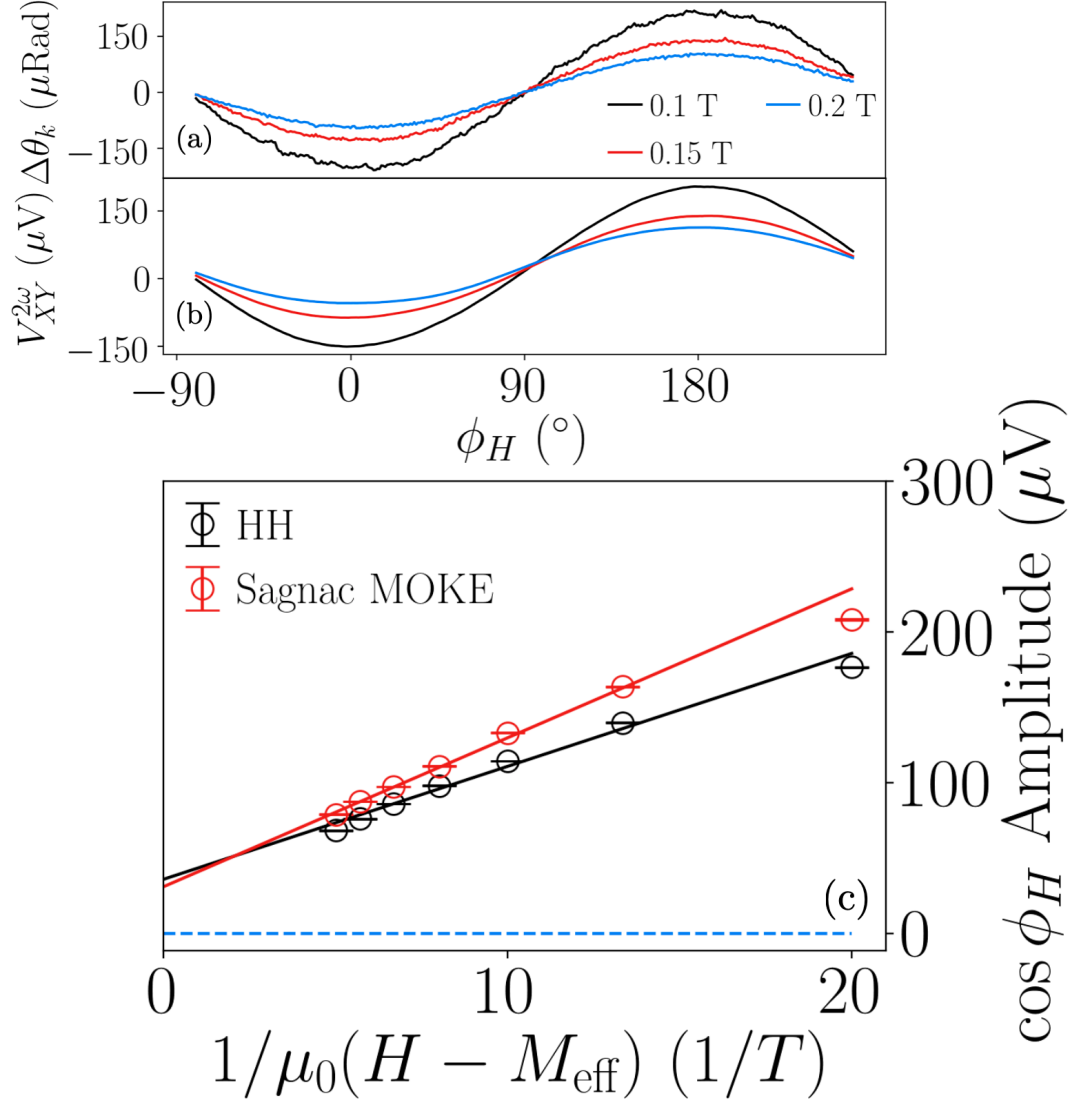 Δθ_k (μRad)
150
0
−150
(a)
0.1 T
0.2 T
0.15 T
V_{XY}^{2ω} (μV)
150
0
−150
(b)
−90
0
90
180
ϕ_H (°)
HH
Sagnac MOKE
(c)
300
200
100
0
cos ϕ_H Amplitude (μV)
0
10
20
1/μ_0(H − M_eff) (1/T)